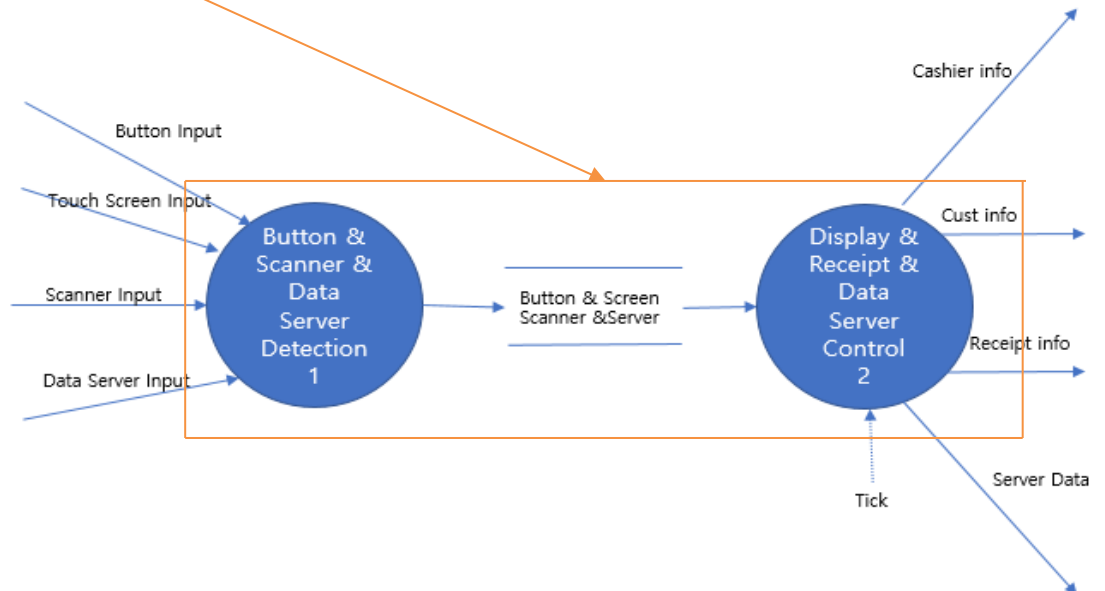 Cashier info
Button Input
Touch Screen Input
Cust info
Button &
Scanner &
Data
Server
Detection
1
Display &
Receipt &
Data
Server
Control
2
Scanner Input
Button & Screen
Scanner &Server
Receipt info
Data Server Input
Server Data
Tick